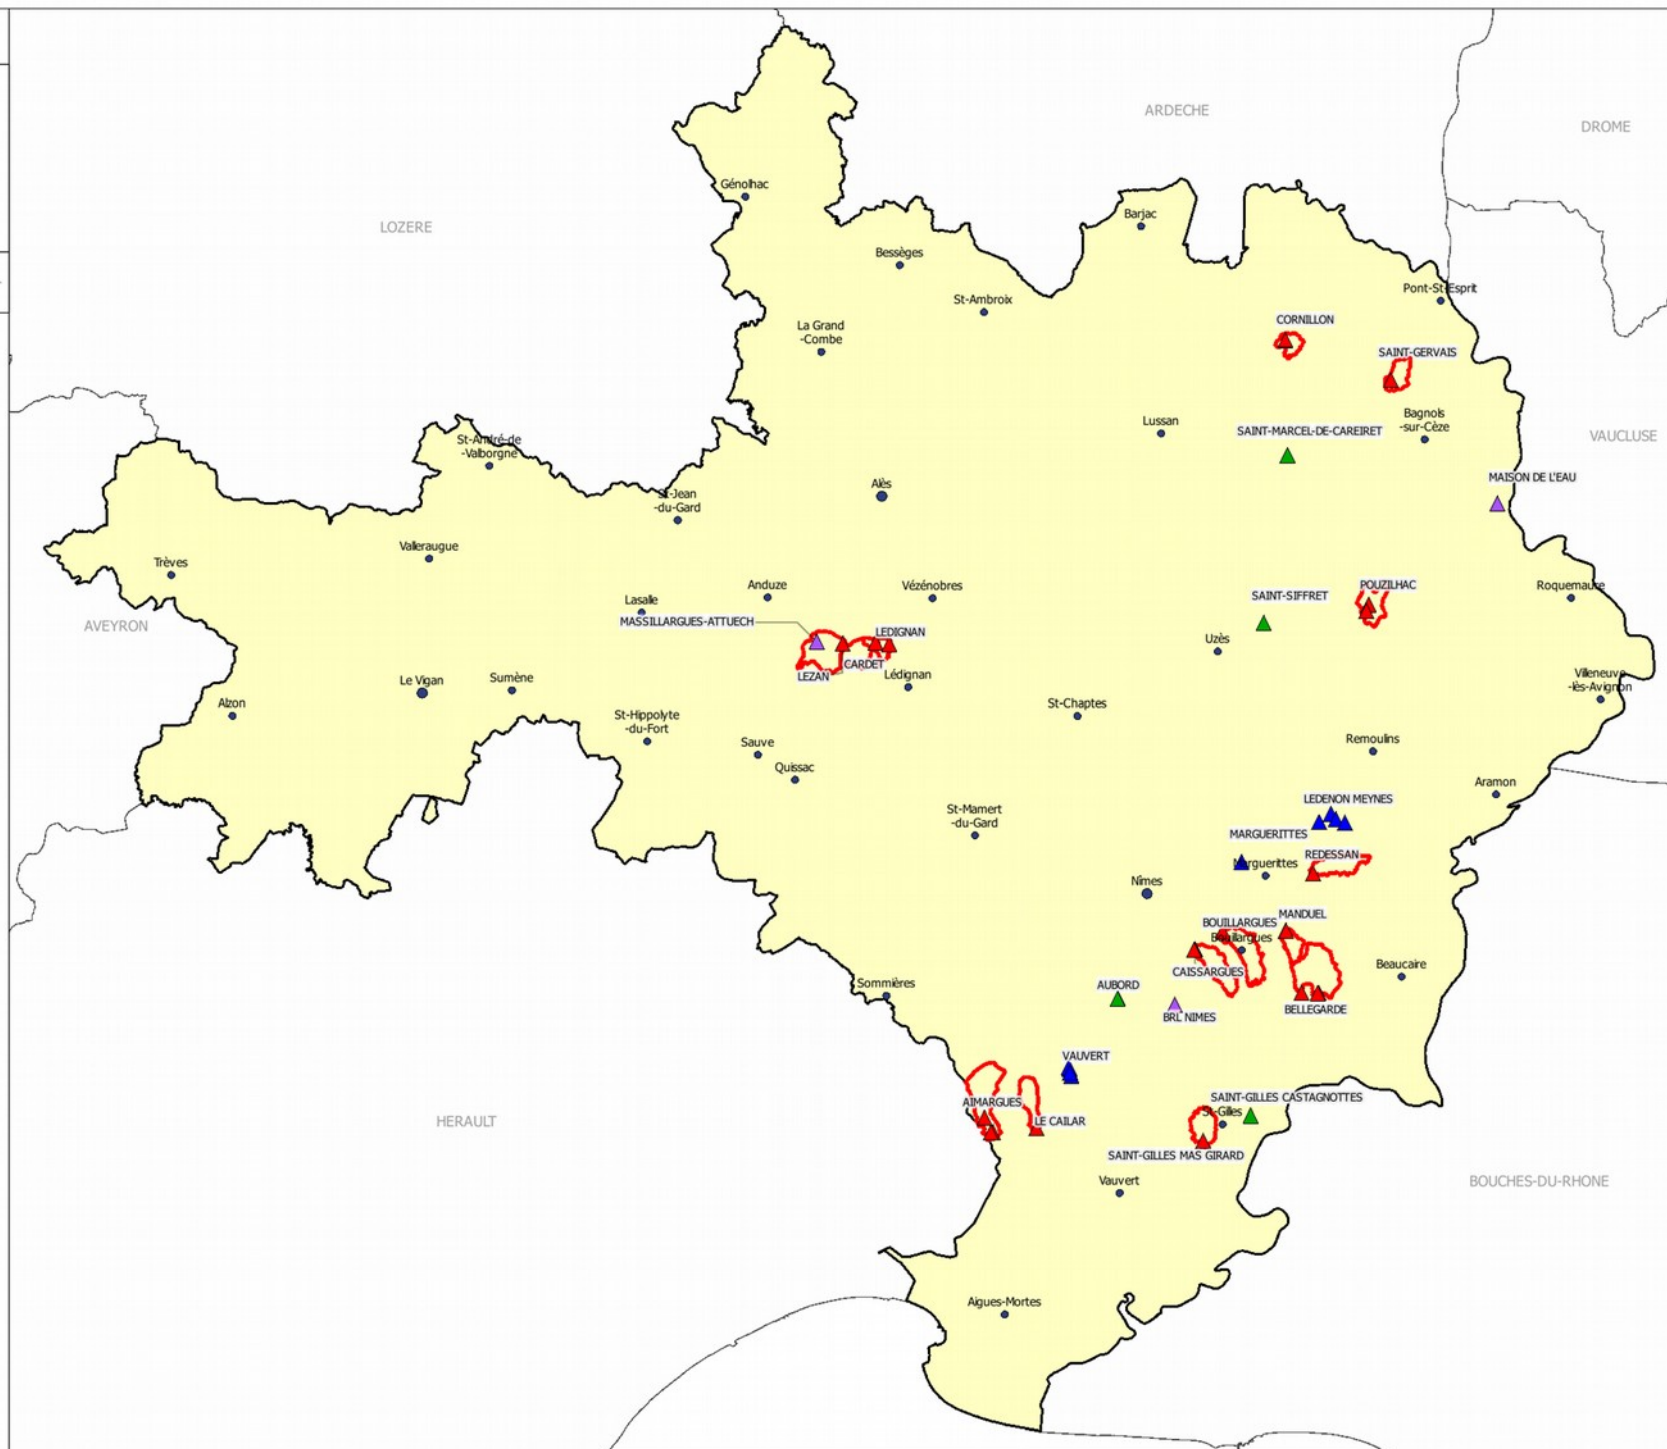 ARDECHE
DROME
Génolhac
Barjac
LOZERE
Bessèges
Pont-St-Esprit
St-Ambroix
CORNILLON
La Grand
-Combe
SAINT-GERVAIS
Bagnols
-sur-Cèze
Lussan
SAINT-MARCEL-DE-CAREIRET
VAUCLUSE
St-André-de
-Valborgne
MAISON DE L'EAU
Alès
St-Jean
-du-Gard
Valleraugue
Trèves
Anduze
Vézénobres
POUZILHAC
Roquemaure
SAINT-SIFFRET
Lasalle
MASSILLARGUES-ATTUECH
AVEYRON
LEDIGNAN
Uzès
CARDET
LEZAN
Lédignan
Villeneuve
-lès-Avignon
Le Vigan
Sumène
Alzon
St-Chaptes
St-Hippolyte
-du-Fort
Sauve
Remoulins
Quissac
Aramon
LEDENON MEYNES
St-Mamert
-du-Gard
MARGUERITTES
REDESSAN
Marguerittes
Nîmes
MANDUEL
BOUILLARGUES
Bouillargues
Beaucaire
CAISSARGUES
Sommières
AUBORD
BELLEGARDE
BRL NIMES
VAUVERT
SAINT-GILLES CASTAGNOTTES
AIMARGUES
St-Gilles
LE CAILAR
HERAULT
SAINT-GILLES MAS GIRARD
Vauvert
BOUCHES-DU-RHONE
Aigues-Mortes